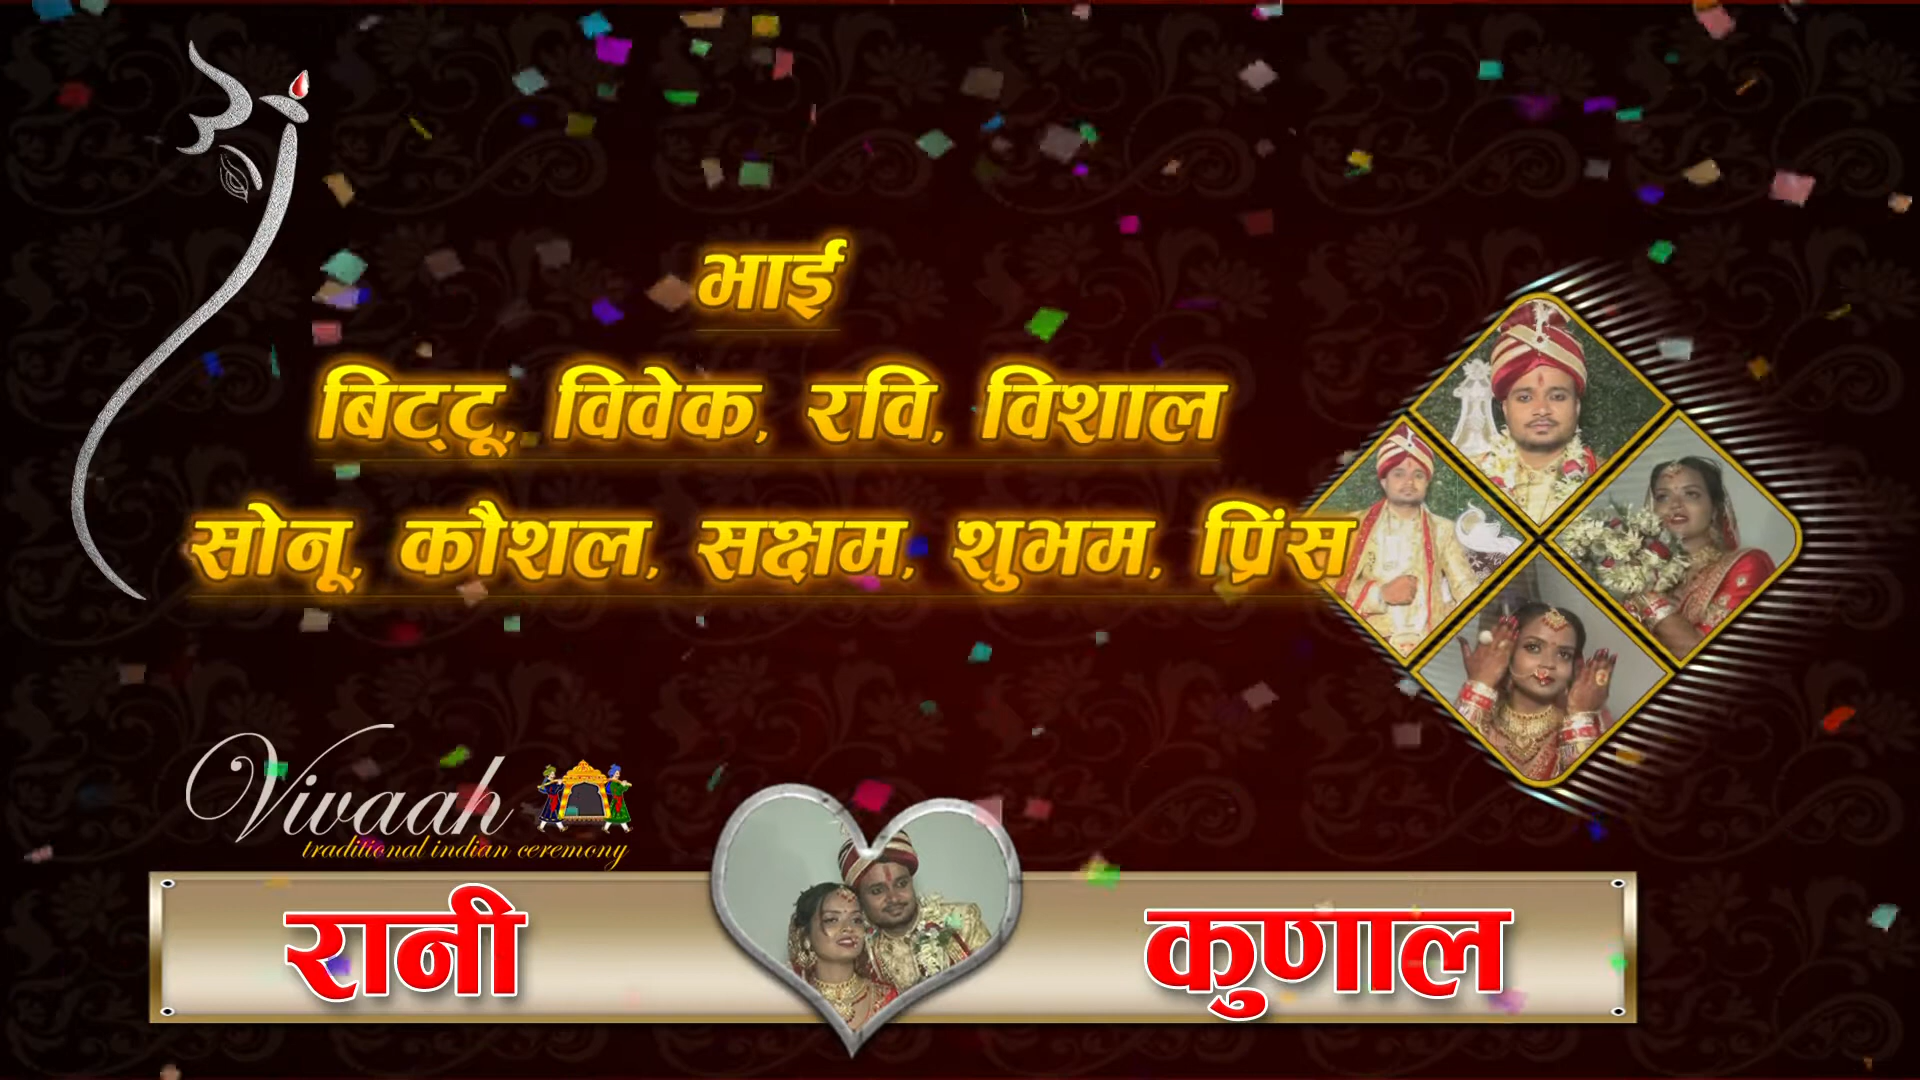 भाई
बिट्टू, विवेक, रवि, विशाल
सोनू, कौशल, सक्षम, शुभम, प्रिंस
Vivaah
traditional indian ceremony
रानी
कुणाल